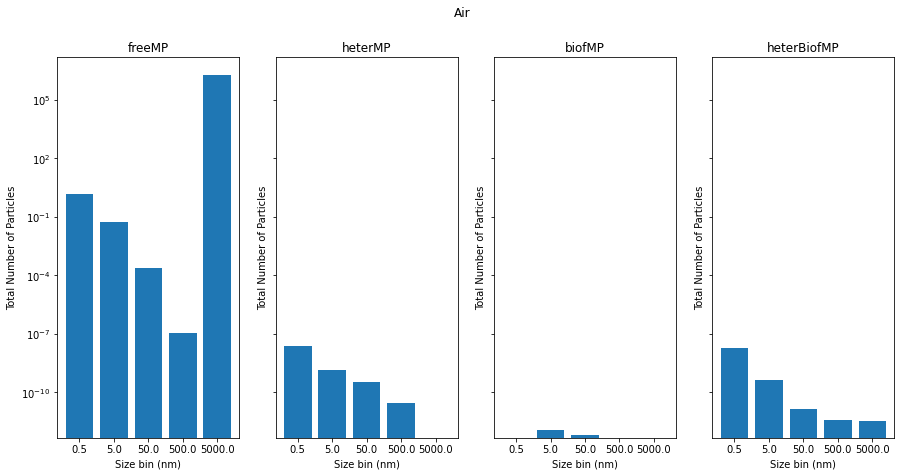 Air
freeMP
heterMP
biofMP
heterBiofMP
Total Number of Particles
10⁵
10²
10⁻¹
10⁻⁴
10⁻⁷
10⁻¹⁰
0.5 5.0 50.0 500.0 5000.0
Size bin (nm)
Total Number of Particles
0.5 5.0 50.0 500.0 5000.0
Size bin (nm)
Total Number of Particles
0.5 5.0 50.0 500.0 5000.0
Size bin (nm)
Total Number of Particles
0.5 5.0 50.0 500.0 5000.0
Size bin (nm)